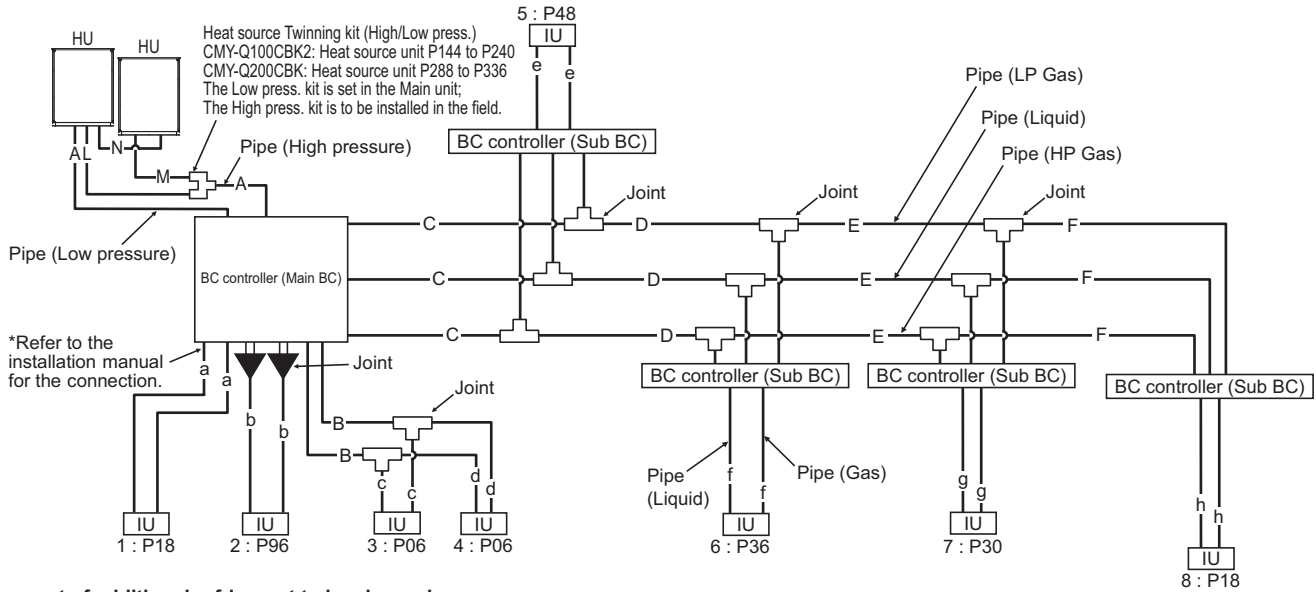 HU
HU
Heat source Twinning kit (High/Low press.)
CMY-Q100CBK2: Heat source unit P144 to P240
CMY-Q200CBK: Heat source unit P288 to P336
The Low press. kit is set in the Main unit;
The High press. kit is to be installed in the field.
5 : P48
IU
e
e
Pipe (LP Gas)
Pipe (Liquid)
Pipe (HP Gas)
BC controller (Sub BC)
A L
N
M
A
Pipe (High pressure)
Joint
Joint
Joint
C
D
E
F
Pipe (Low pressure)
BC controller (Main BC)
C
D
E
F
C
D
E
F
*Refer to the
installation manual
for the connection.
a
a
Joint
b
b
Joint
B
B
c
c
d
d
BC controller (Sub BC)
BC controller (Sub BC)
BC controller (Sub BC)
Pipe
(Liquid)
f
f
Pipe (Gas)
g
g
h
h
IU
1 : P18
IU
2 : P96
IU
3 : P06
IU
4 : P06
IU
6 : P36
IU
7 : P30
IU
8 : P18